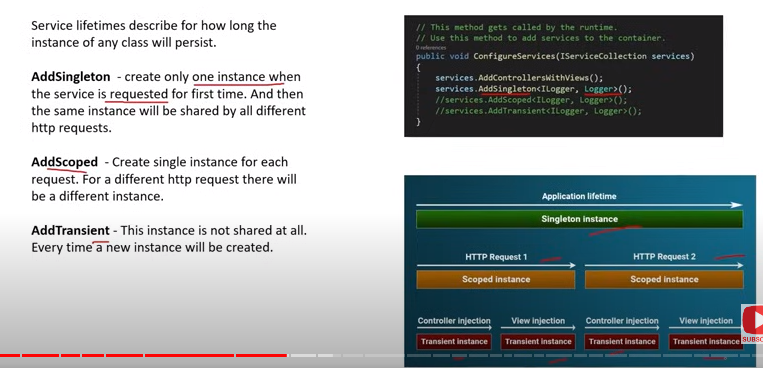 Service lifetimes describe for how long the
instance of any class will persist.
AddSingleton - create only one instance when
the service is requested for first time. And then
the same instance will be shared by all different
http requests.
AddScoped - Create single instance for each
request. For a different http request there will
be a different instance.
AddTransient - This instance is not shared at all.
Every time a new instance will be created.
// This method gets called by the runtime.
// Use this method to add services to the container.
0 references
public void ConfigureServices(IServiceCollection services)
{
services.AddControllersWithViews();
services.AddSingleton<ILogger, Logger>();
//services.AddScoped<ILogger, Logger>();
//services.AddTransient<ILogger, Logger>();
}
Application lifetime
Singleton instance
HTTP Request 1 HTTP Request 2
Scoped instance Scoped instance
Controller injection View injection Controller injection View injection
Transient instance Transient instance Transient instance Transient instance
SUBSC